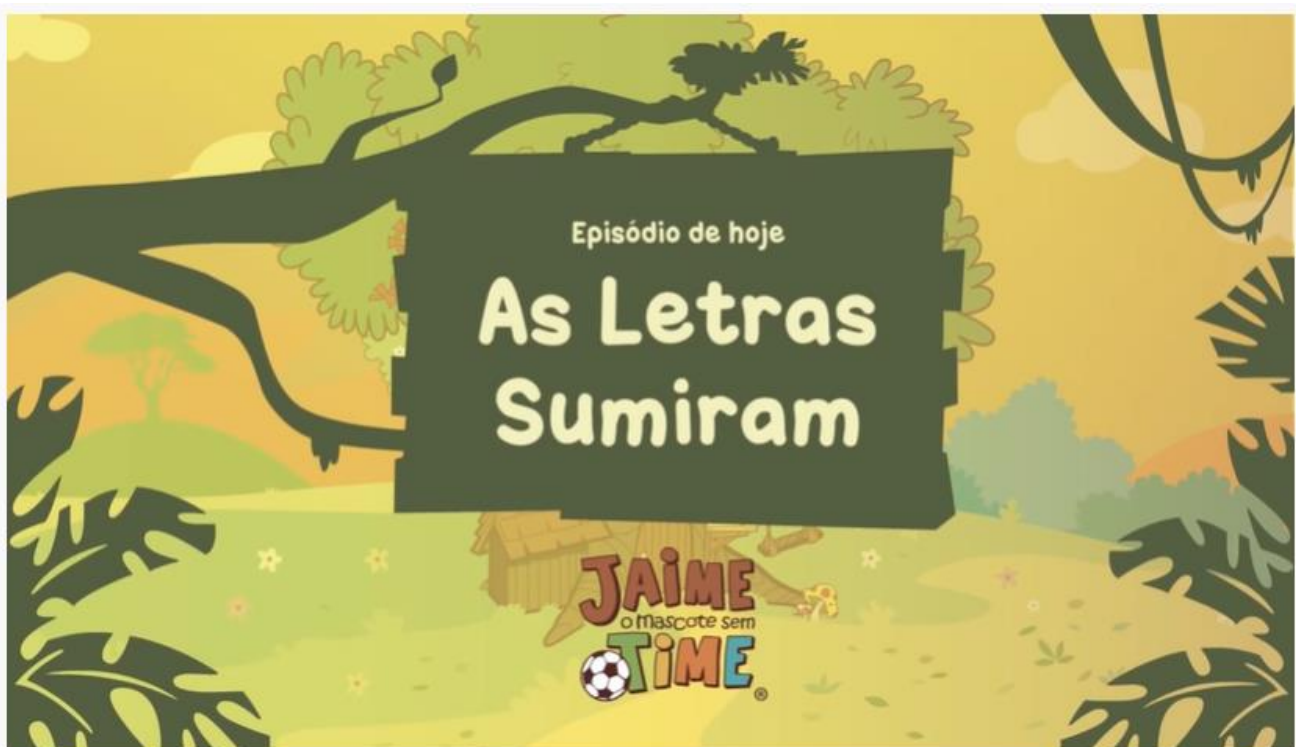 Episódio de hoje
As Letras
Sumiram
JAiME
o mascote sem
TiME
®